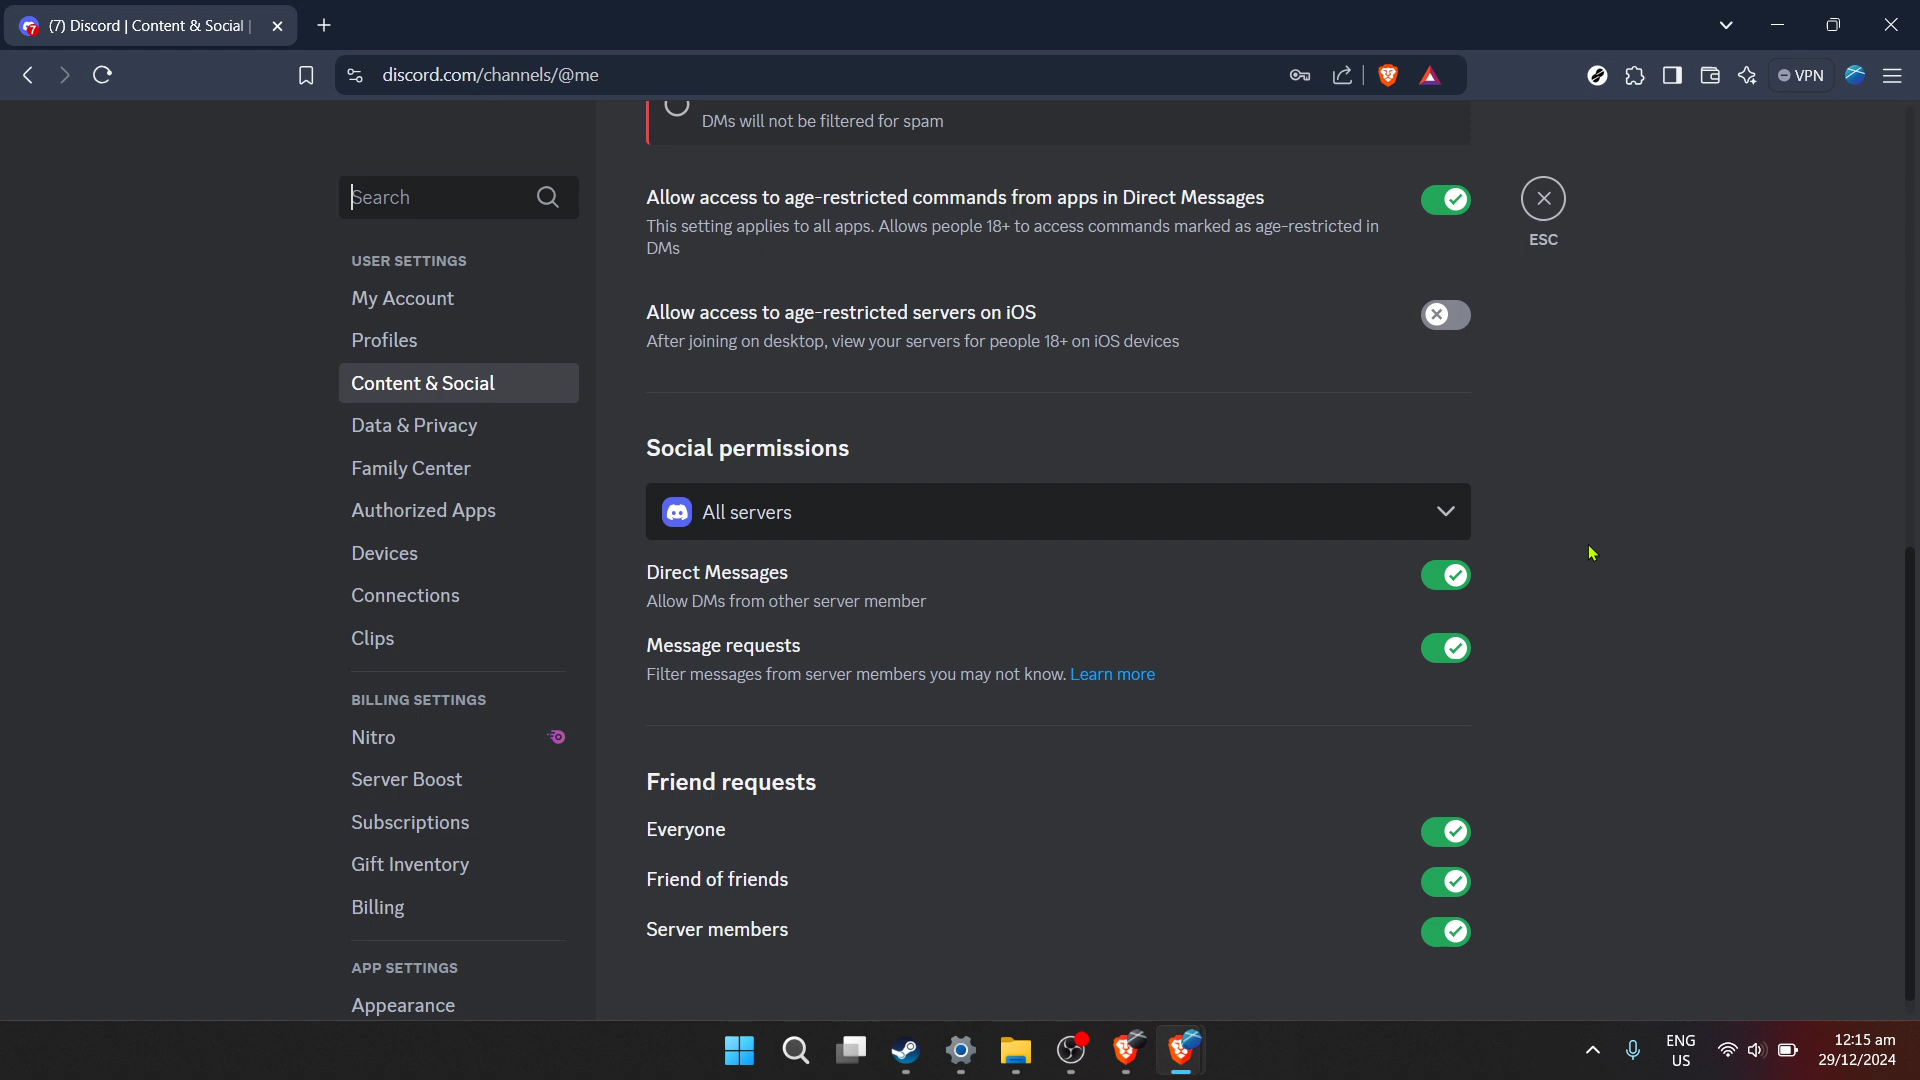 (7) Discord | Content & Social |
discord.com/channels/@me
VPN
DMs will not be filtered for spam
Search
Allow access to age-restricted commands from apps in Direct Messages
This setting applies to all apps. Allows people 18+ to access commands marked as age-restricted in
DMs
ESC
USER SETTINGS
My Account
Profiles
Content & Social
Data & Privacy
Family Center
Authorized Apps
Devices
Connections
Clips
BILLING SETTINGS
Nitro
Server Boost
Subscriptions
Gift Inventory
Billing
APP SETTINGS
Appearance
Allow access to age-restricted servers on iOS
After joining on desktop, view your servers for people 18+ on iOS devices
Social permissions
All servers
Direct Messages
Allow DMs from other server member
Message requests
Filter messages from server members you may not know. Learn more
Friend requests
Everyone
Friend of friends
Server members
ENG
US
12:15 am
29/12/2024